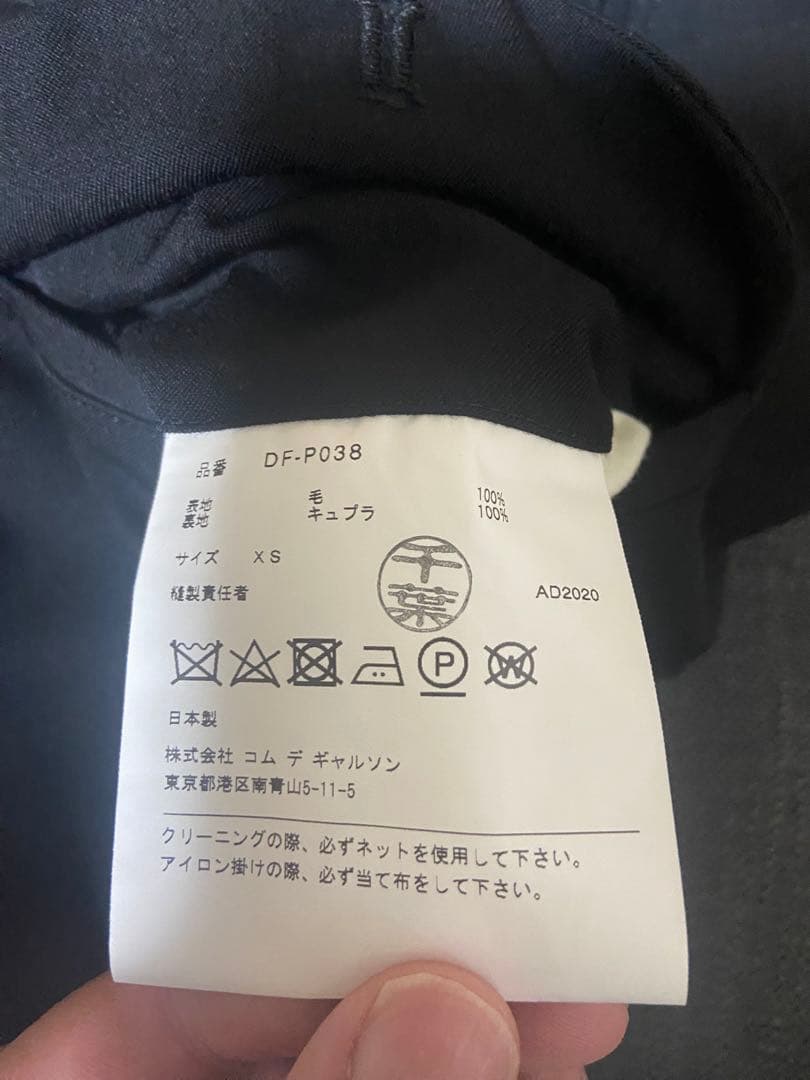 品番 DF-P038
表地 毛 100%
裏地 キュプラ 100%
サイズ XS
縫製責任者 千葉 AD2020
P W
日本製
株式会社 コム デ ギャルソン
東京都港区南青山5-11-5
クリーニングの際、必ずネットを使用して下さい。
アイロン掛けの際、必ず当て布をして下さい。